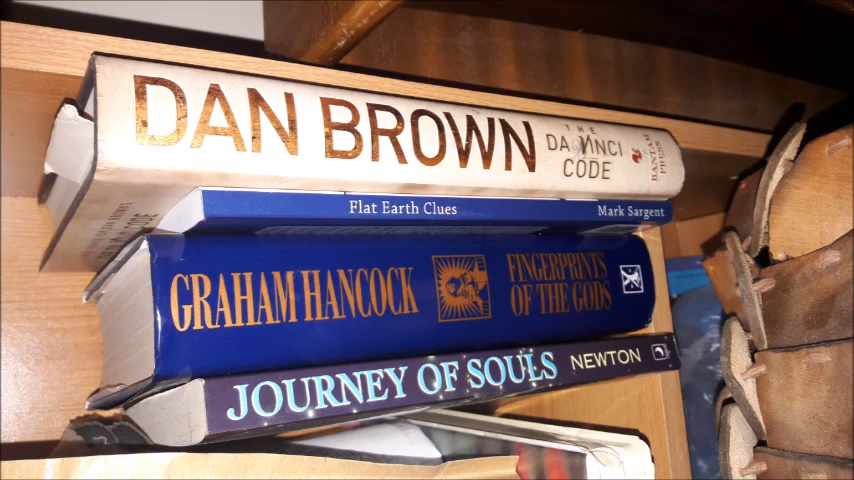 DAN BROWN
THE
DA VINCI
CODE
BANTAM
PRESS
Flat Earth Clues Mark Sargent
GRAHAM HANCOCK
FINGERPRINTS
OF THE GODS
JOURNEY OF SOULS NEWTON